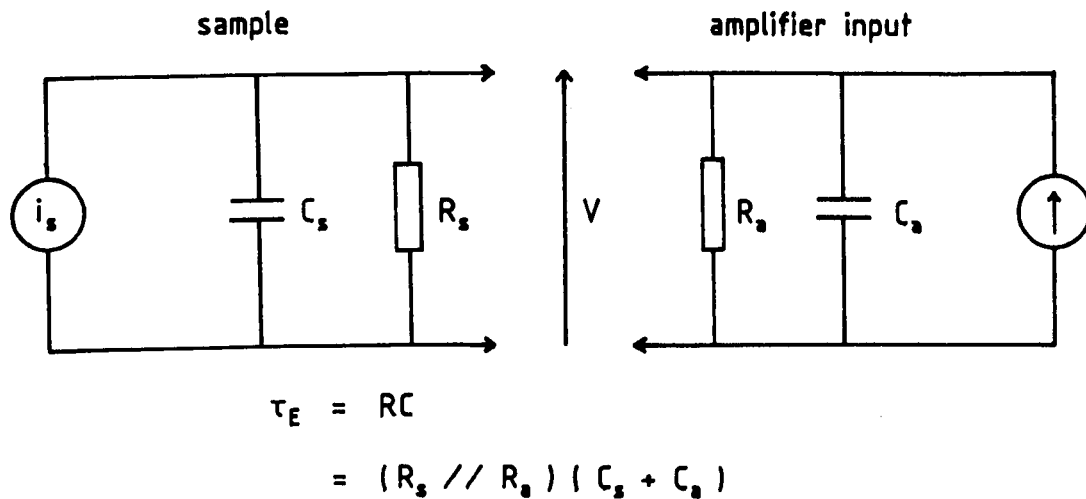 sample
amplifier input
i_s
C_s
R_s
V
R_a
C_a
τ_E = RC
= (R_s // R_a) (C_s + C_a)